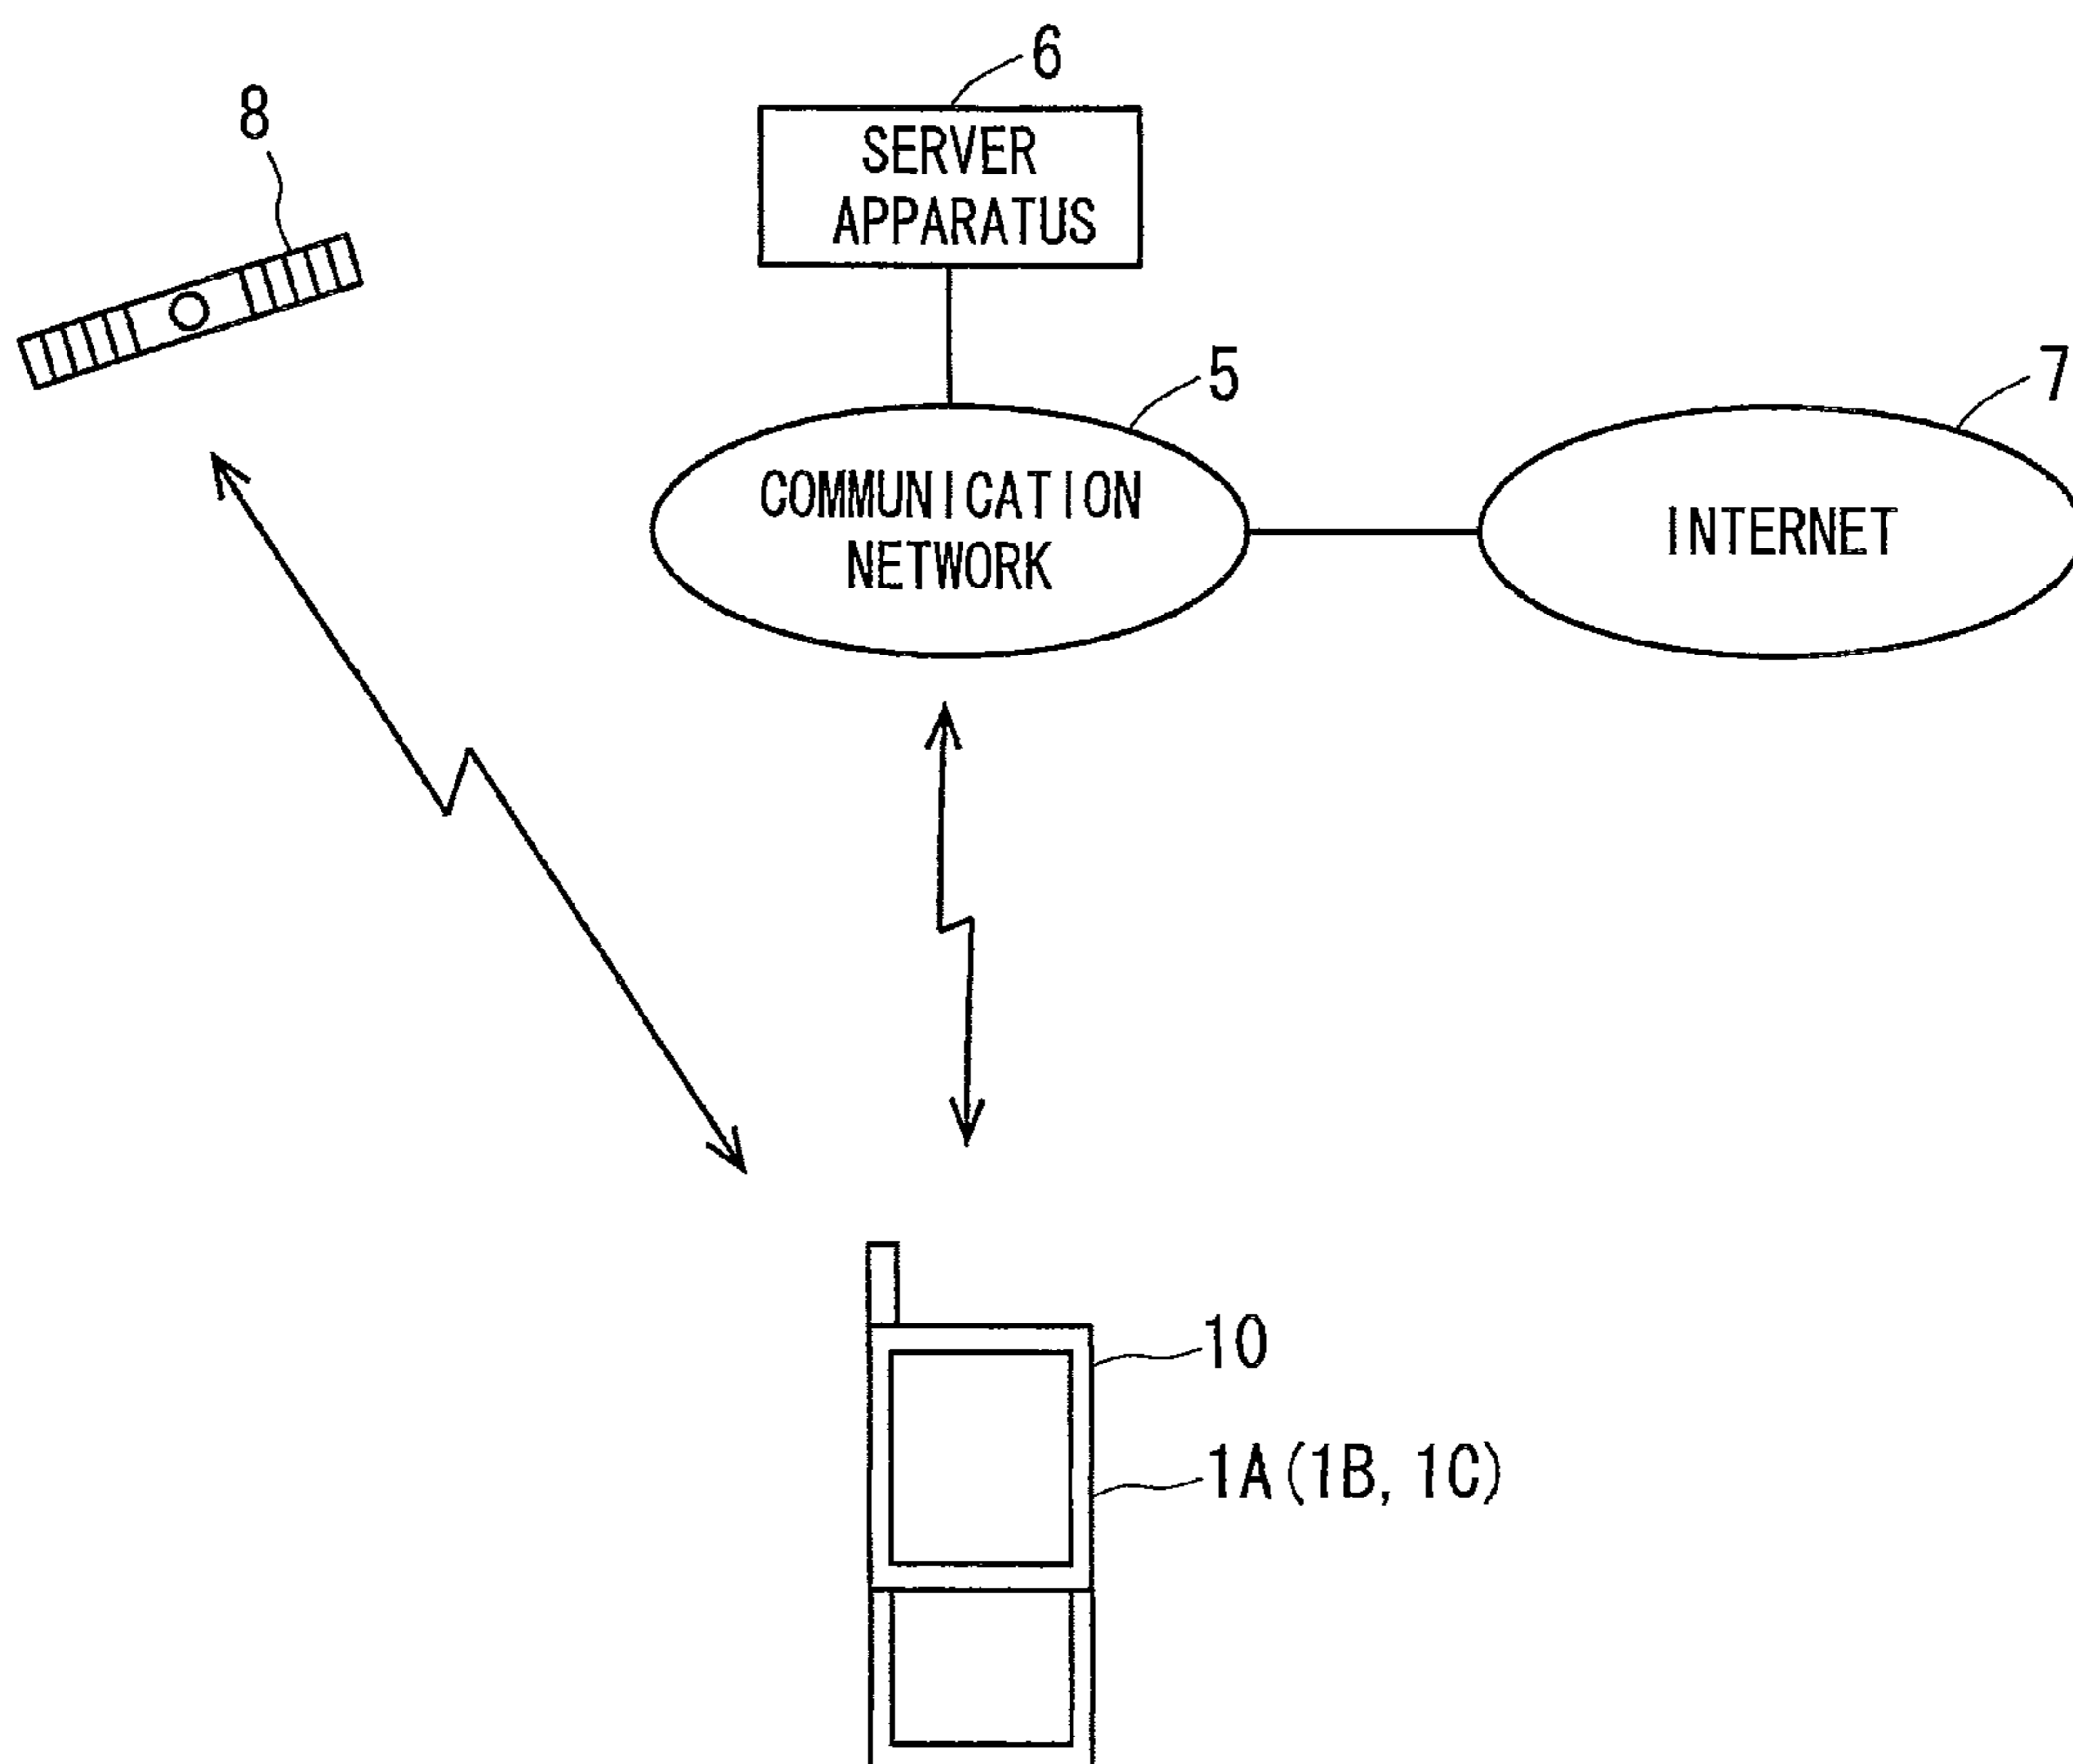 6
8
SERVER
APPARATUS
5
7
COMMUNICATION
NETWORK
INTERNET
10
1A(1B, 1C)